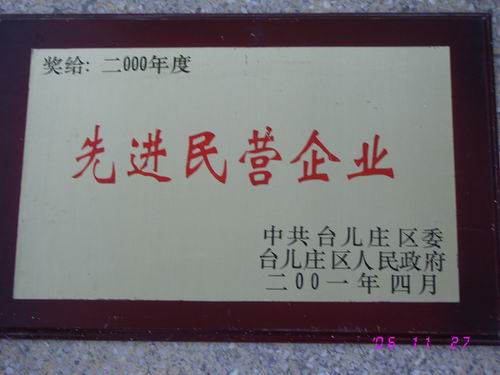 奖给: 二000年度
先进民营企业
中共台儿庄区委
台儿庄区人民政府
二00一年四月
'06 11 27